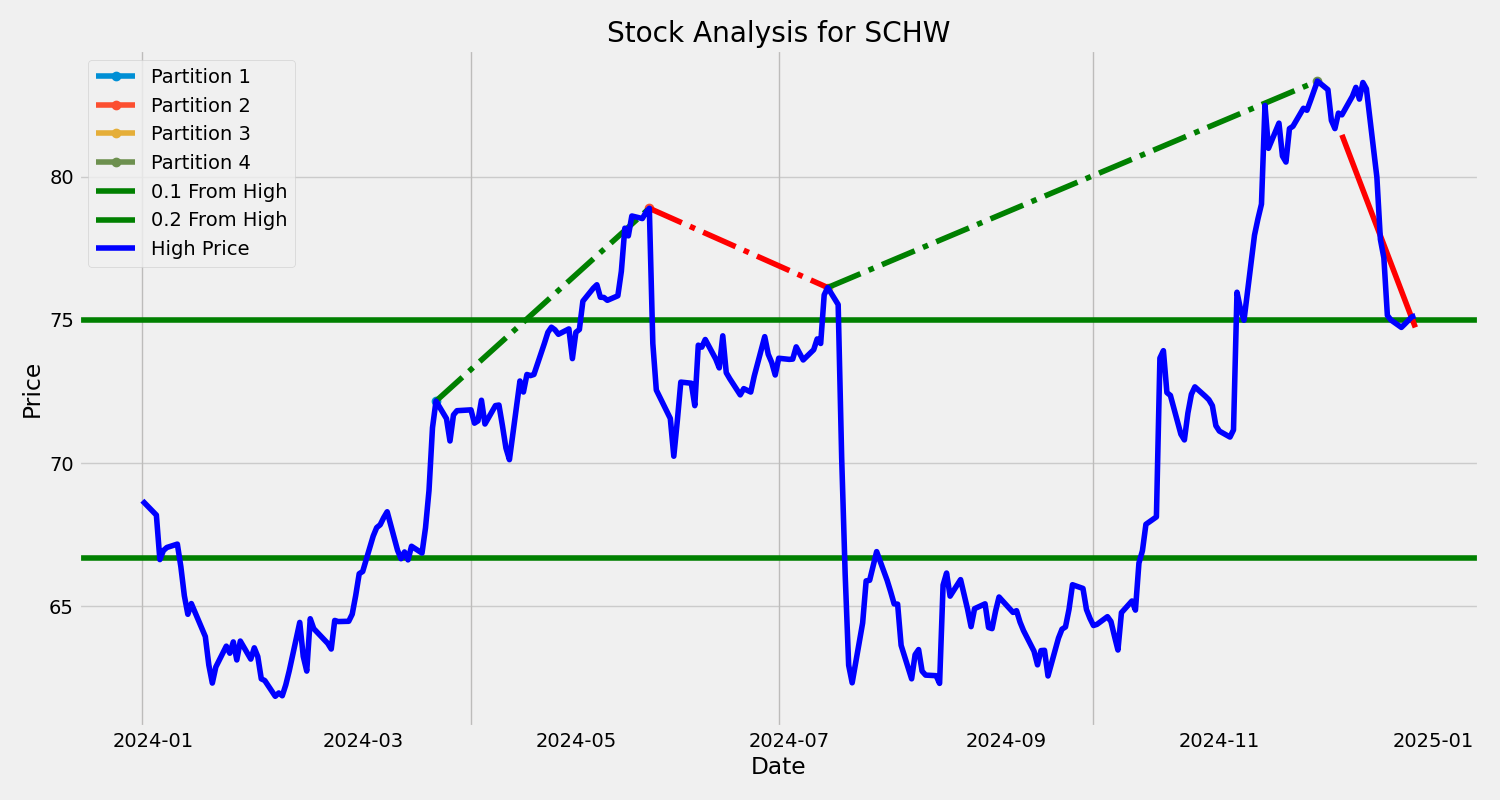 Stock Analysis for SCHW
Partition 1
Partition 2
Partition 3
Partition 4
0.1 From High
0.2 From High
High Price
80
75
70
65
Price
2024-01
2024-03
2024-05
2024-07
2024-09
2024-11
2025-01
Date